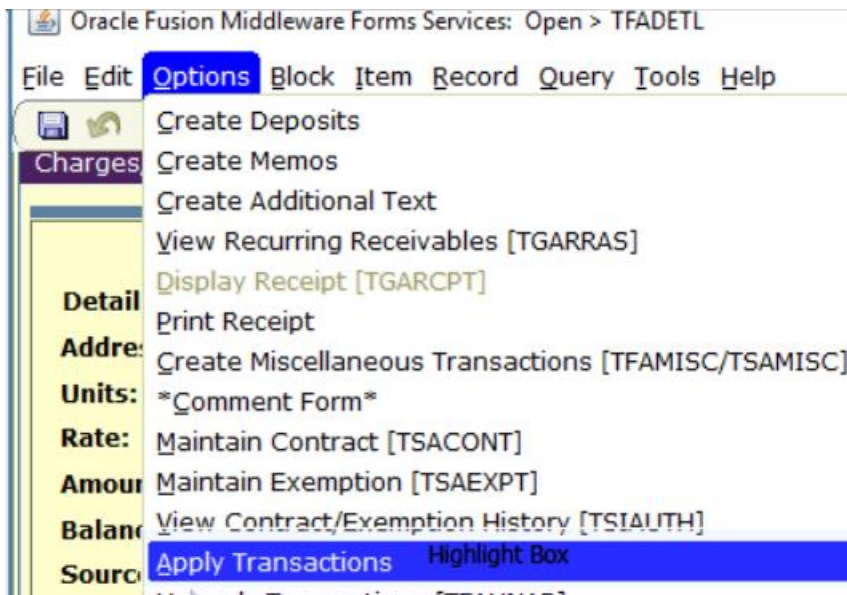 Oracle Fusion Middleware Forms Services: Open > TFADETL
File Edit Options Block Item Record Query Tools Help
Create Deposits
Charges,
Create Memos
Create Additional Text
View Recurring Receivables [TGARRAS]
Display Receipt [TGARCPT]
Detail
Print Receipt
Addre
Create Miscellaneous Transactions [TFAMISC/TSAMISC]
Units:
*Comment Form*
Rate:
Maintain Contract [TSACONT]
Amour
Maintain Exemption [TSAEXPT]
Balanc
View Contract/Exemption History [TSIAUTH]
Sourc
Apply Transactions Highlight Box